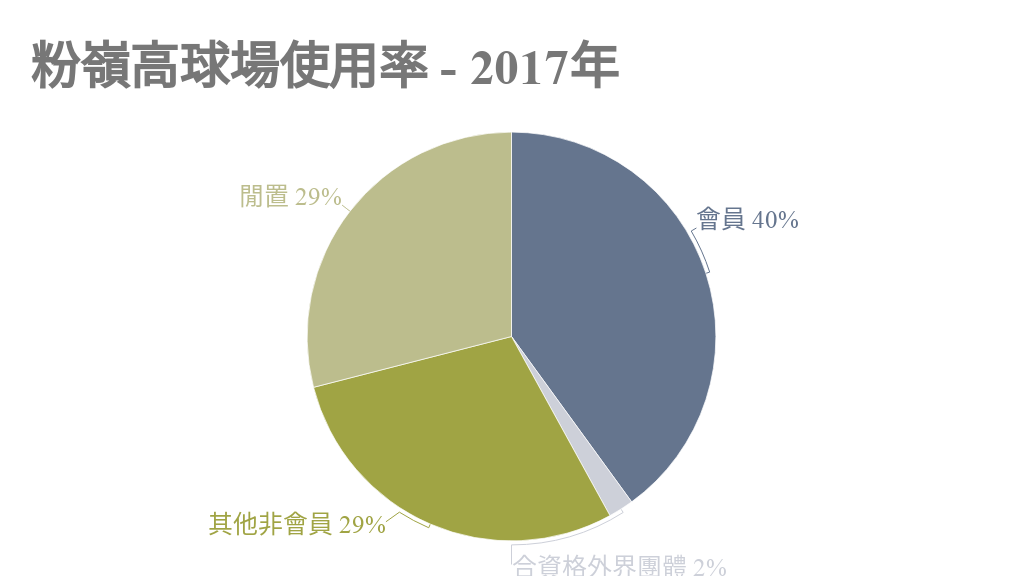 粉嶺高球場使用率 - 2017年
閒置 29%
會員 40%
其他非會員 29%
合資格外界團體 2%